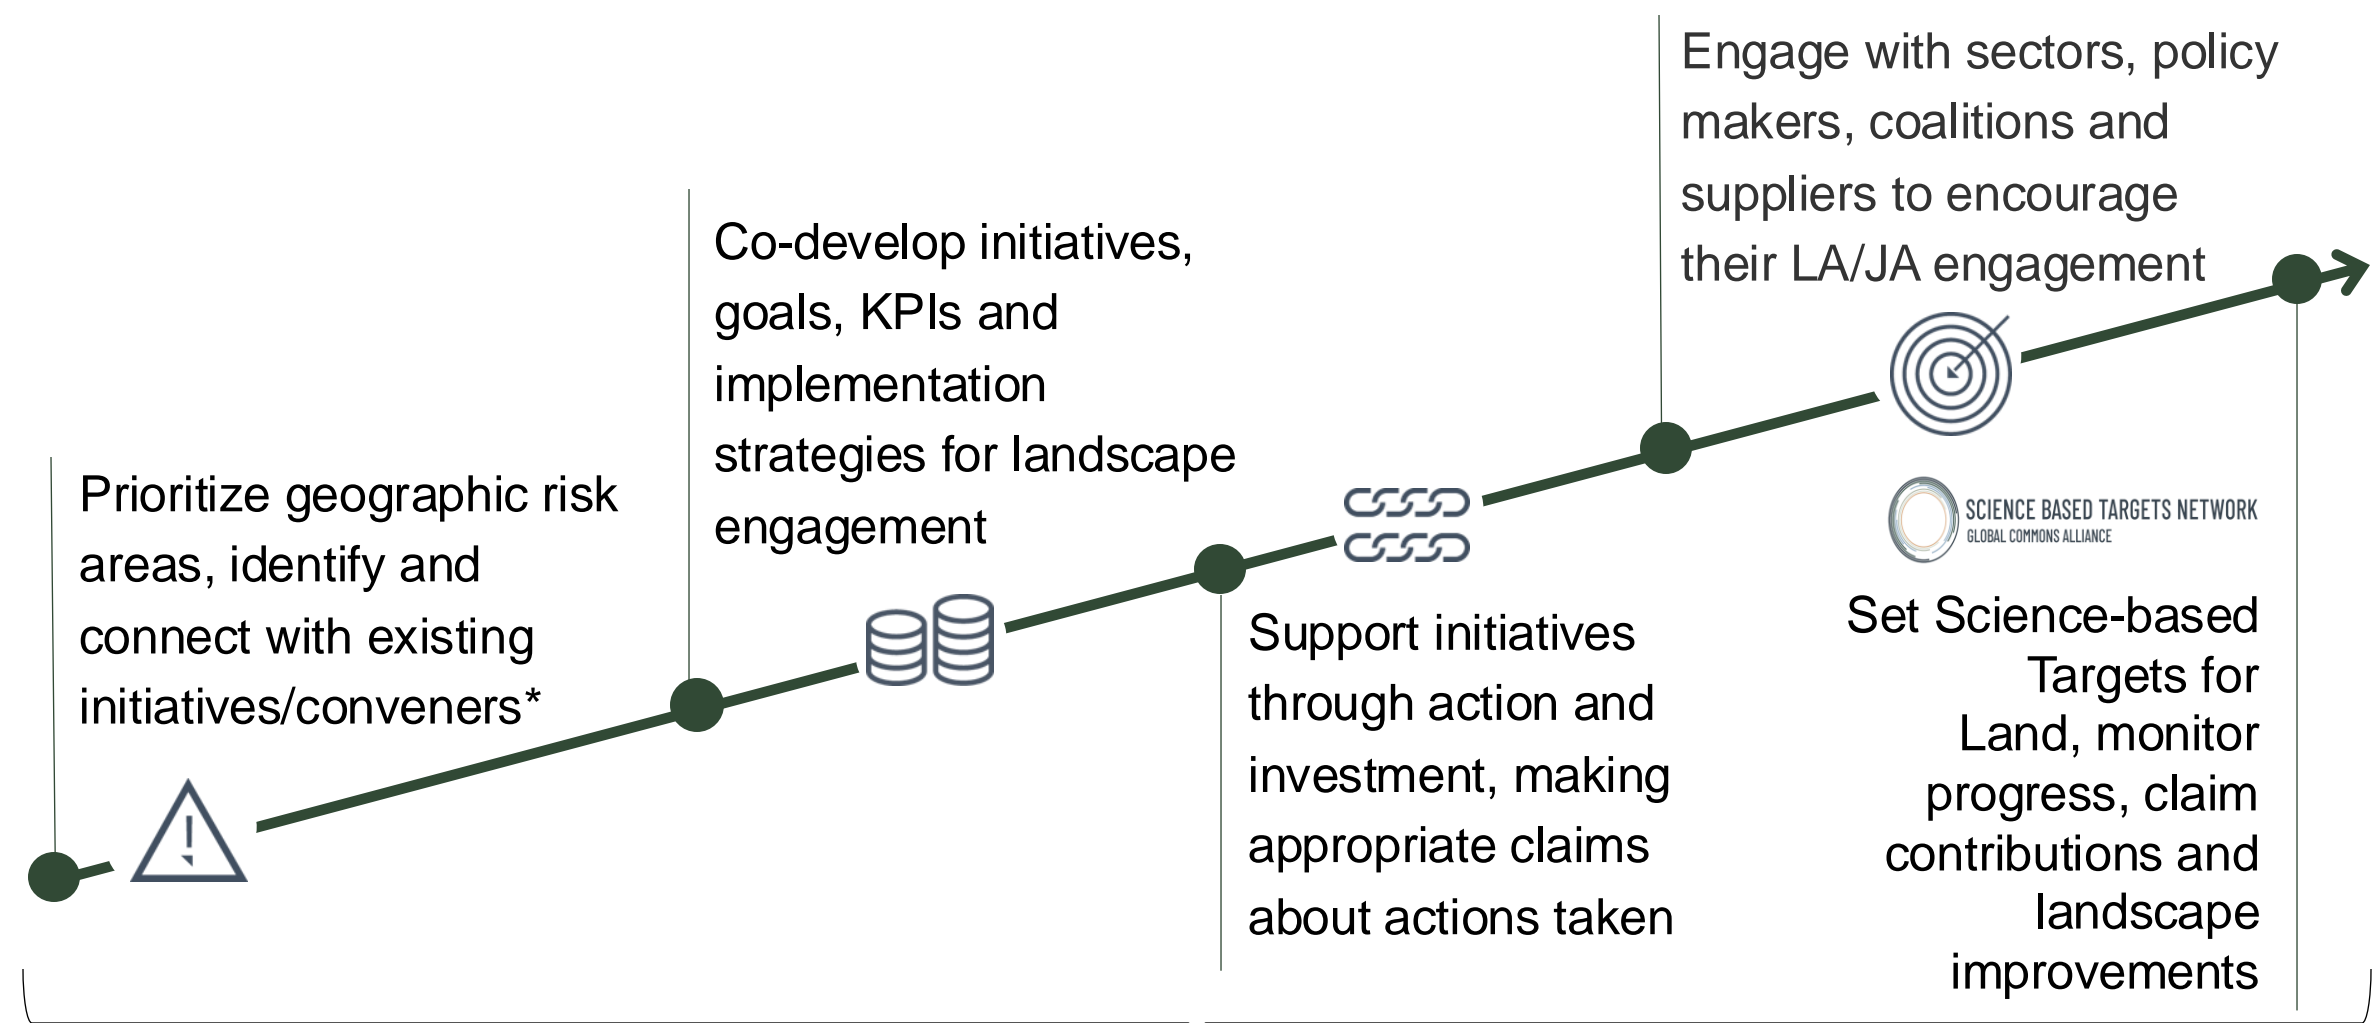 Prioritize geographic risk
areas, identify and
connect with existing
initiatives/conveners*
Co-develop initiatives,
goals, KPIs and
implementation
strategies for landscape
engagement
Support initiatives
through action and
investment, making
appropriate claims
about actions taken
Engage with sectors, policy
makers, coalitions and
suppliers to encourage
their LA/JA engagement
SCIENCE BASED TARGETS NETWORK
GLOBAL COMMONS ALLIANCE
Set Science-based
Targets for
Land, monitor
progress, claim
contributions and
landscape
improvements